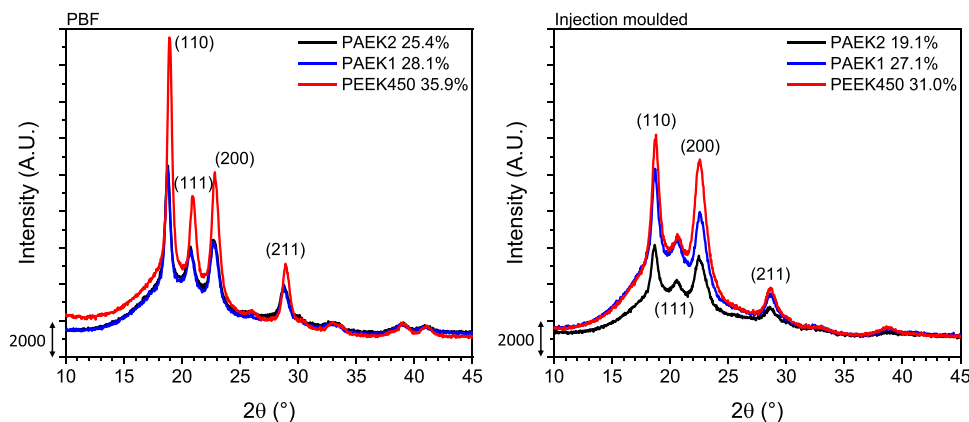 PBF
(110)
PAEK2 25.4%
PAEK1 28.1%
PEEK450 35.9%
(200)
(111)
(211)
Intensity (A.U.)
2000
10 15 20 25 30 35 40 45
2θ (°)
Injection moulded
PAEK2 19.1%
PAEK1 27.1%
PEEK450 31.0%
(110)
(200)
(211)
(111)
Intensity (A.U.)
2000
10 15 20 25 30 35 40 45
2θ (°)